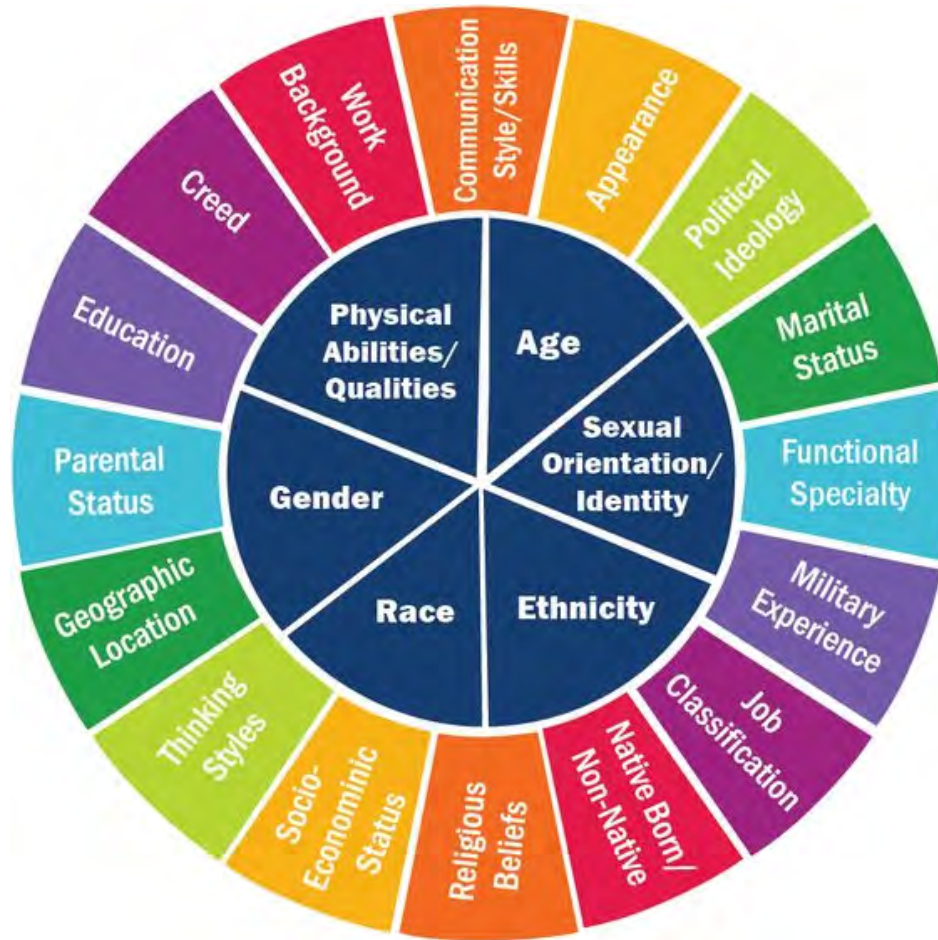 Communication
Style/Skills
Appearance
Political
Ideology
Marital
Status
Functional
Specialty
Military
Experience
Job
Classification
Native Born/
Non-Native
Religious
Beliefs
Socio-
Econominic
Status
Thinking
Styles
Geographic
Location
Parental
Status
Education
Creed
Work
Background
Physical
Abilities/
Qualities
Age
Sexual
Orientation/
Identity
Ethnicity
Race
Gender